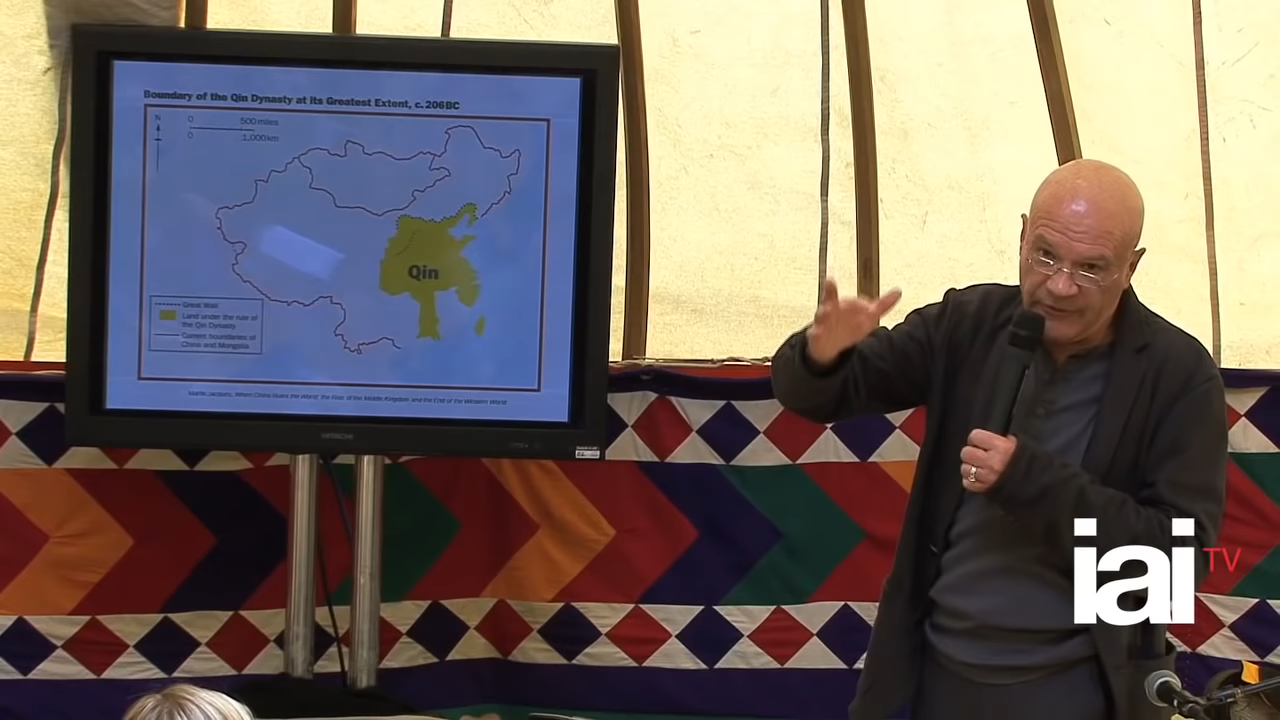 Boundary of the Qin Dynasty at its Greatest Extent, c. 206BC
N
0 500 miles
0 1,000 km
Qin
Great Wall
Land under the rule of
the Qin Dynasty
Current boundaries of
China and Mongolia
Martin Jacques, When China Rules the World: the Rise of the Middle Kingdom and the End of the Western World
HITACHI
iai TV